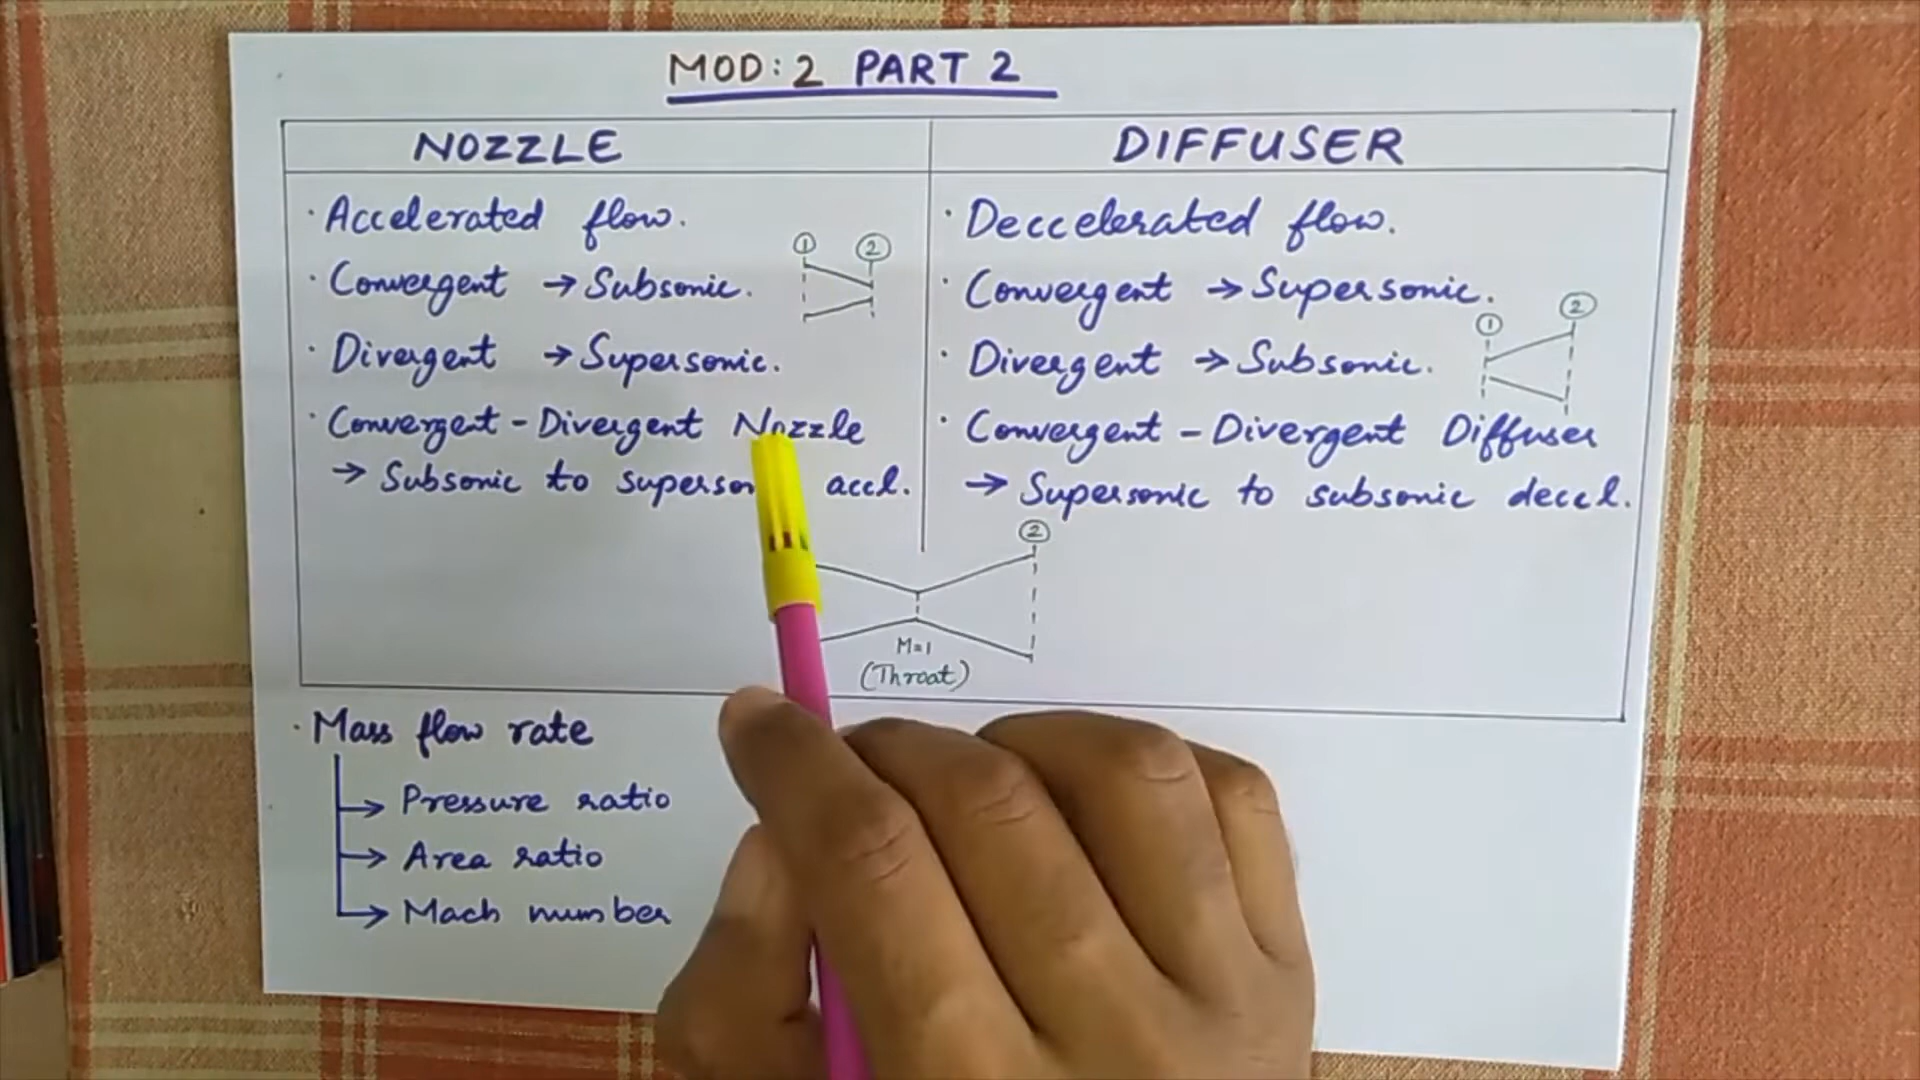 MOD: 2 PART 2
NOZZLE
· Accelerated flow.
① ②
· Convergent → Subsonic.
· Divergent → Supersonic.
· Convergent - Divergent Nozzle
→ Subsonic to accl.
DIFFUSER
· Deccelerated flow.
· Convergent → Supersonic.
① ②
· Divergent → Subsonic.
· Convergent - Divergent Diffuser
→ Supersonic to subsonic deccl.
②
M=1
(Throat)
· Mass flow rate
→ Pressure ratio
→ Area ratio
→ Mach number